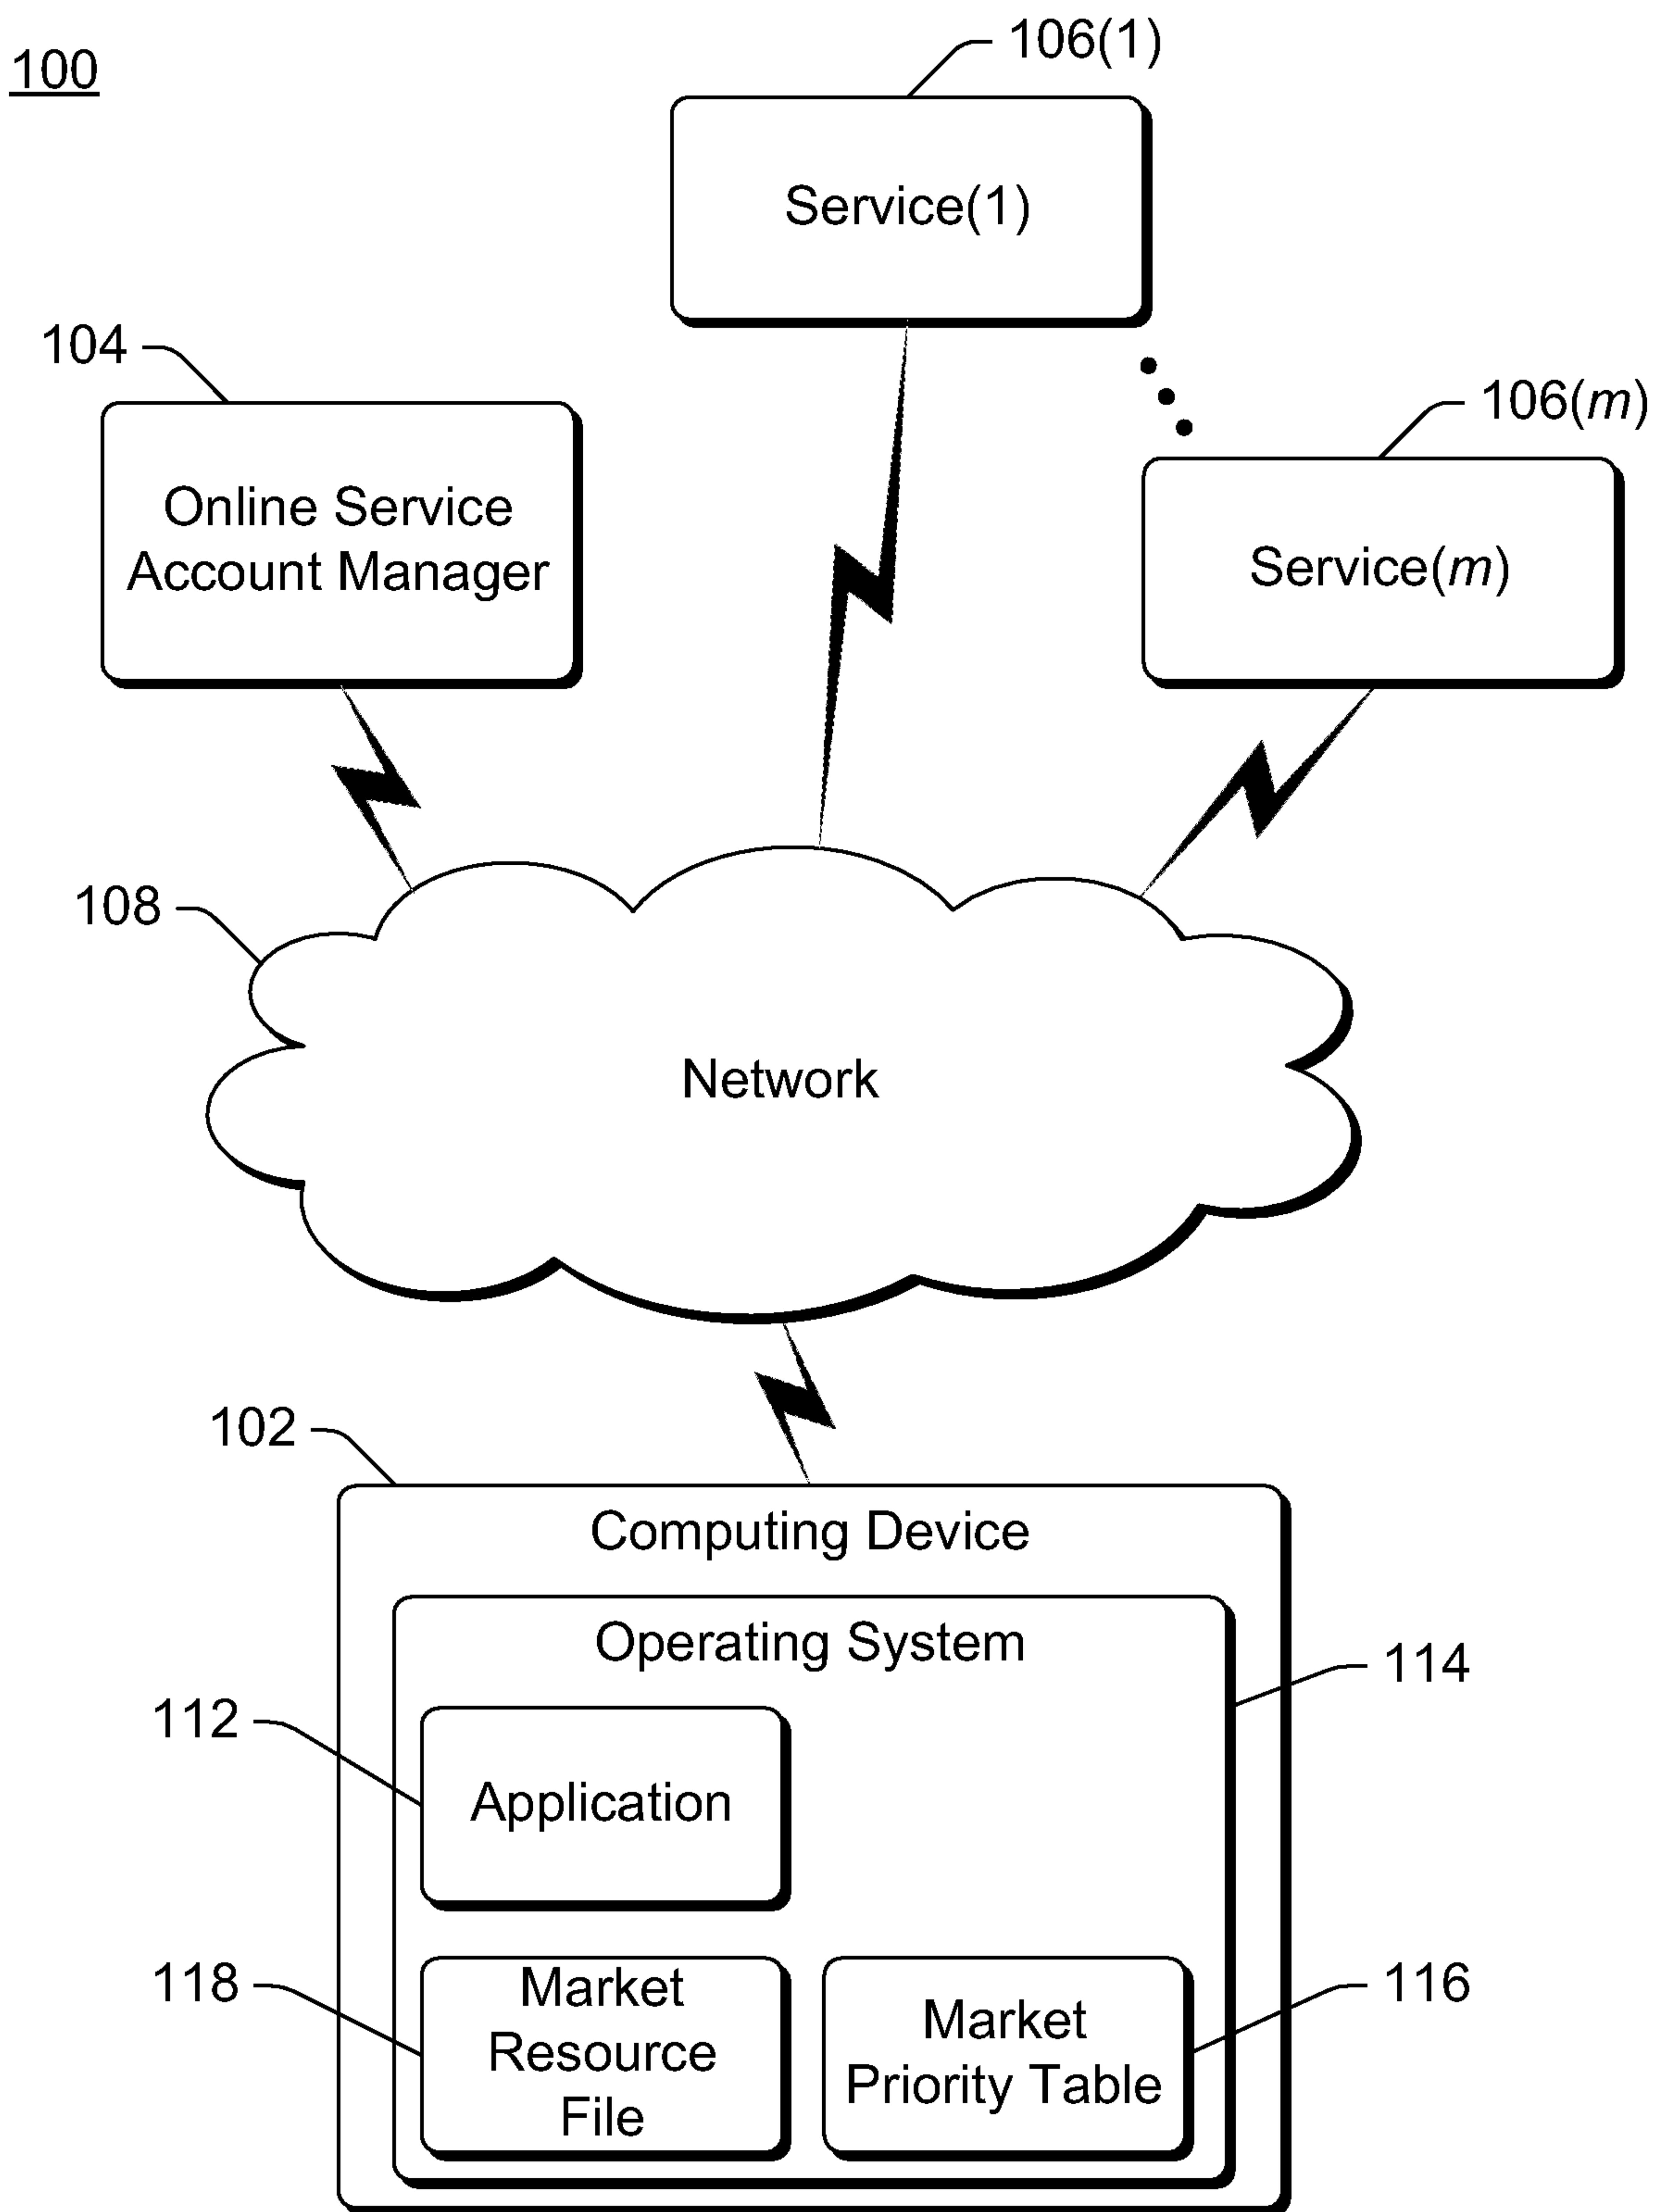 100
106(1)
Service(1)
104
106(m)
Online Service
Account Manager
Service(m)
108
Network
102
Computing Device
Operating System
114
112
Application
118
Market
Resource
File
116
Market
Priority Table